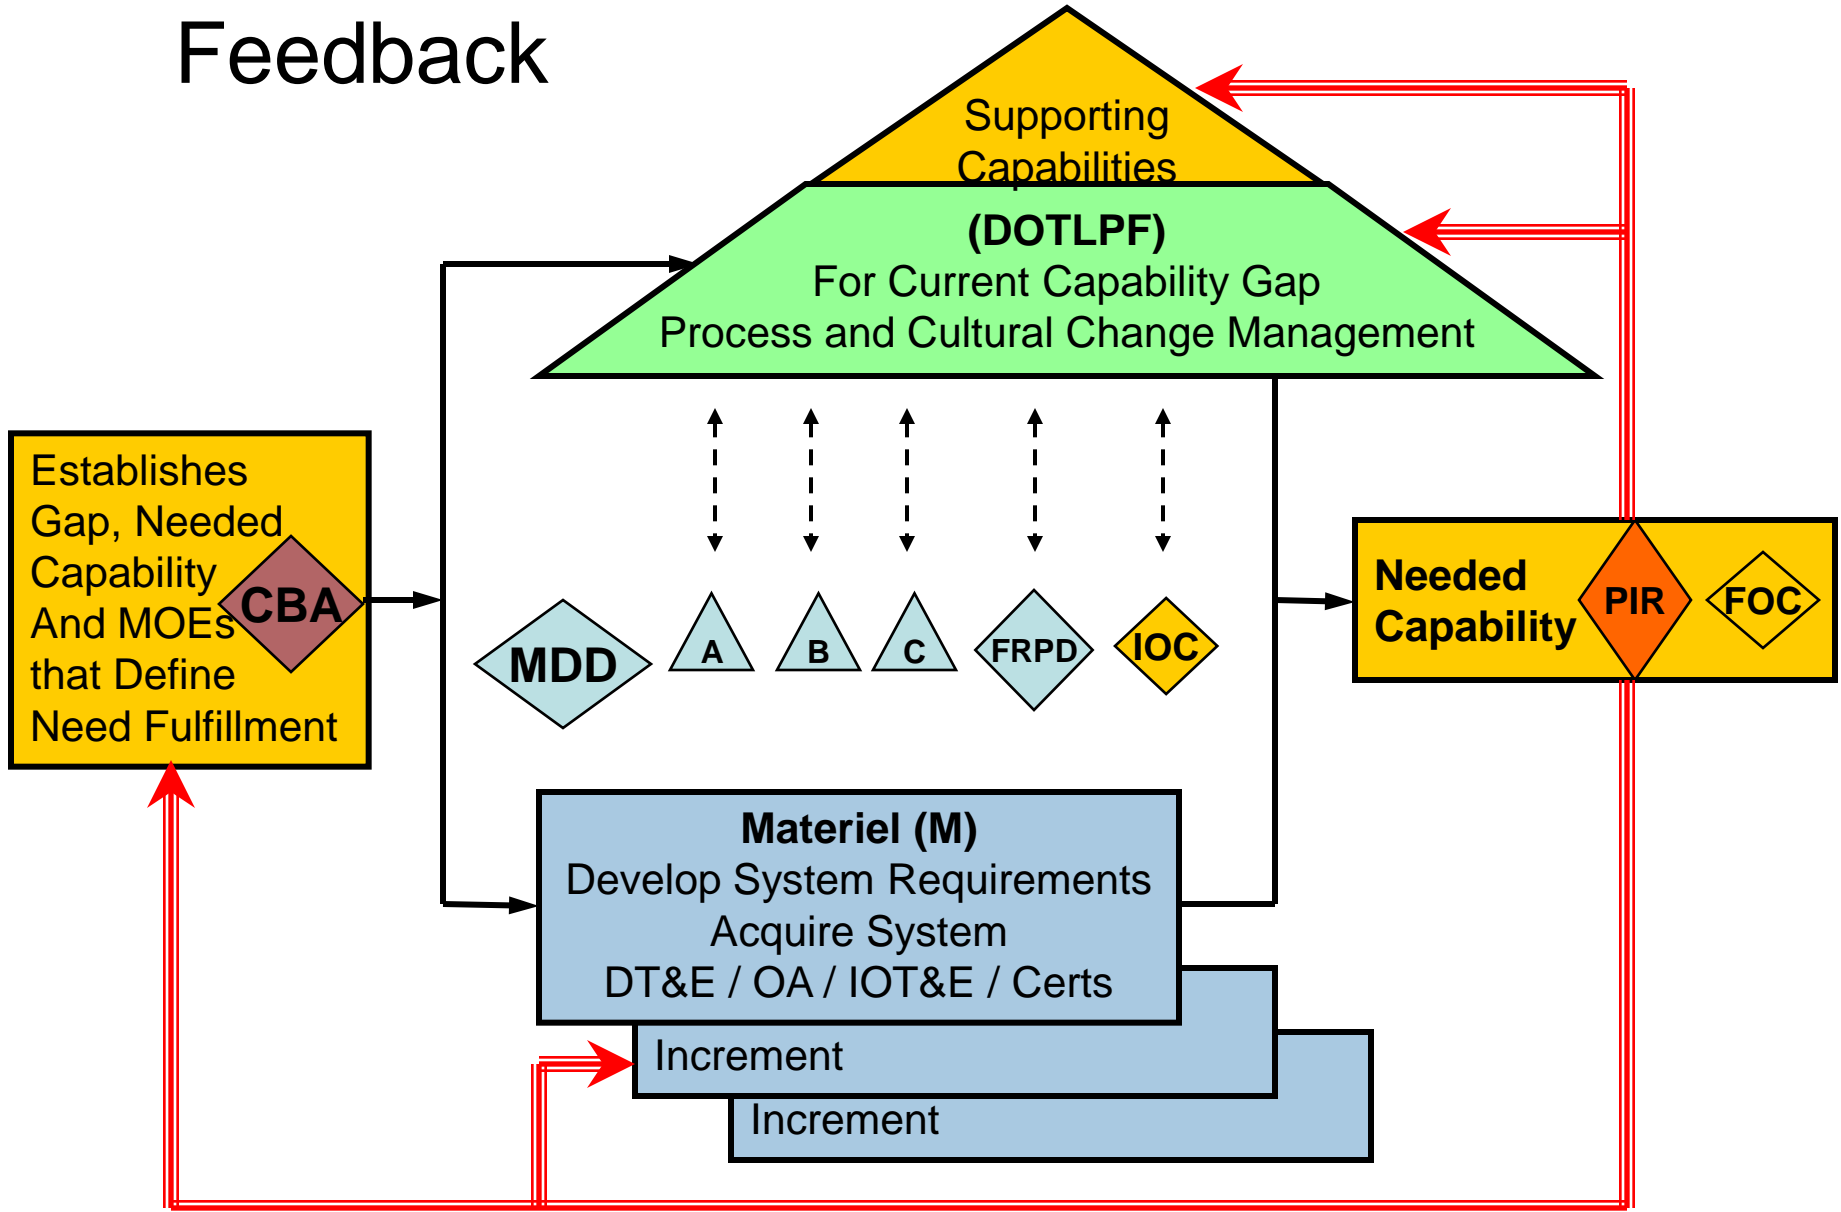 Feedback
Supporting
Capabilities
(DOTLPF)
For Current Capability Gap
Process and Cultural Change Management
Establishes
Gap, Needed
Capability
And MOEs
that Define
Need Fulfillment
CBA
MDD
A
B
C
FRPD
IOC
Needed
Capability
PIR
FOC
Materiel (M)
Develop System Requirements
Acquire System
DT&E / OA / IOT&E / Certs
Increment
Increment